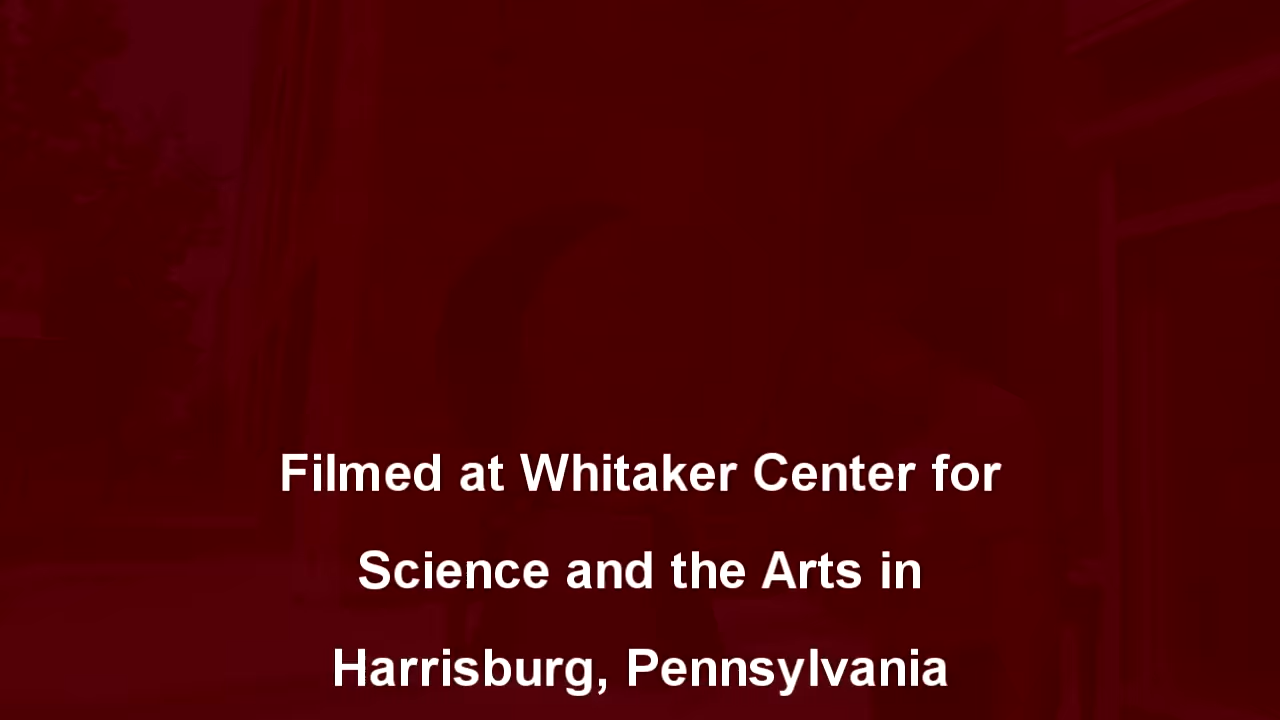 Filmed at Whitaker Center for
Science and the Arts in
Harrisburg, Pennsylvania